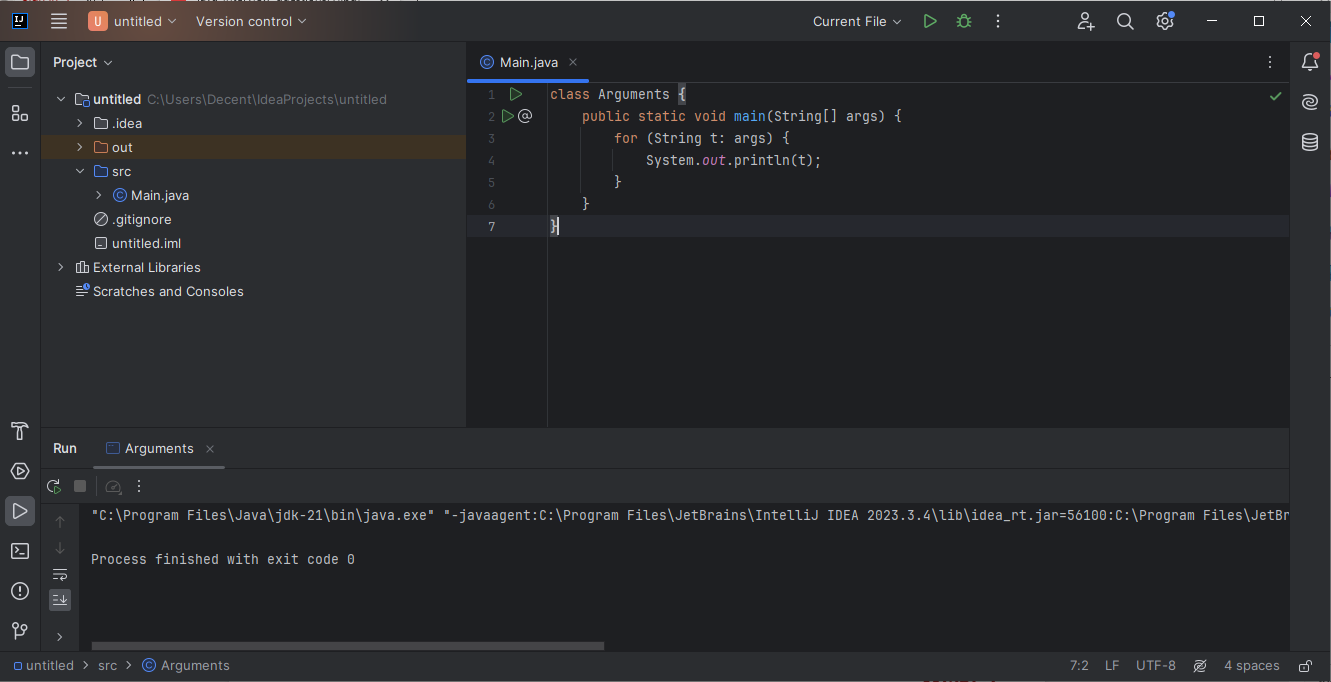 U untitled Version control Current File
Project
Main.java
untitled C:\Users\Decent\IdeaProjects\untitled
.idea
out
src
Main.java
.gitignore
untitled.iml
External Libraries
Scratches and Consoles
1 class Arguments {
2 @ public static void main(String[] args) {
3 for (String t: args) {
4 System.out.println(t);
5 }
6 }
7 }
Run Arguments
"C:\Program Files\Java\jdk-21\bin\java.exe" "-javaagent:C:\Program Files\JetBrains\IntelliJ IDEA 2023.3.4\lib\idea_rt.jar=56100:C:\Program Files\JetBr
Process finished with exit code 0
untitled > src > Arguments 7:2 LF UTF-8 4 spaces